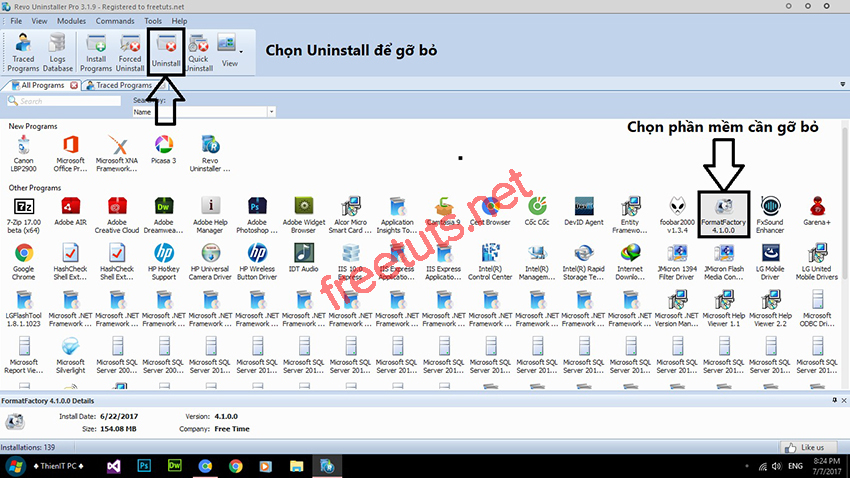 Revo Uninstaller Pro 3.1.9 - Registered to freetuts.net
File View Modules Commands Tools Help
Traced Programs
Logs Database
Install Programs
Forced Uninstall
Uninstall
Quick Uninstall
View
Chọn Uninstall để gỡ bỏ
All Programs
Traced Programs
Search
Search by:
Name
Chọn phần mềm cần gỡ bỏ
New Programs
Canon LBP2900
Microsoft Office Pr...
Microsoft XNA Framework...
Picasa 3
Revo Uninstaller ...
Other Programs
7-Zip 17.00 beta (x64)
Adobe AIR
Adobe Creative Cloud
Adobe Dreamwea...
Adobe Help Manager
Adobe Photoshop ...
Adobe Widget Browser
Alcor Micro Smart Card ...
Application Insights To...
Camtasia 9
Cent Browser
Cốc Cốc
DevID Agent
Entity Framework...
foobar2000 v1.3.4
FormatFactory 4.1.0.0
FxSound Enhancer
Garena+
Google Chrome
HashCheck Shell Ext...
HashCheck Shell Ext...
HP Hotkey Support
HP Universal Camera Driver
HP Wireless Button Driver
IDT Audio
IIS 10.0 Express
IIS Express Applicatio...
IIS Express Applicatio...
Intel(R) Control Center
Intel(R) Managem...
Intel(R) Rapid Storage Te...
Internet Downloa...
JMicron 1394 Filter Driver
JMicron Flash Media Con...
LG Mobile Driver
LG United Mobile Drivers
LGFlashTool 1.8.1.1023
Microsoft .NET Framework ...
Microsoft .NET Framework ...
Microsoft .NET Framework ...
Microsoft .NET Framework ...
Microsoft .NET Framework ...
Microsoft .NET Framework ...
Microsoft .NET Framework ...
Microsoft .NET Framework ...
Microsoft .NET Framework ...
Microsoft .NET Framework ...
Microsoft .NET Framework ...
Microsoft .NET Framework ...
Microsoft .NET Framework ...
Microsoft .NET Version Man...
Microsoft Help Viewer 1.1
Microsoft Help Viewer 2.2
Microsoft ODBC Dri...
Microsoft Report View...
Microsoft Silverlight
Microsoft SQL Server 200...
Microsoft SQL Server 200...
Microsoft SQL Server 200...
Microsoft SQL Server 201...
Microsoft SQL Server 201...
Microsoft SQL Server 201...
Microsoft SQL Server 201...
Microsoft SQL Server 201...
Microsoft SQL Server 201...
Microsoft SQL Server 201...
Microsoft SQL Server 201...
Microsoft SQL Server 201...
Microsoft SQL Server 201...
Microsoft SQL Server 201...
Microsoft SQL Server 201...
Microsoft SQL Server 201...
freetuts.net
FormatFactory 4.1.0.0 Details
Install Date: 6/22/2017 Version: 4.1.0.0
Size: 154.08 MB Company: Free Time
Installations: 139
Like us
♦ ThienIT PC ♦
ENG
8:24 PM
7/7/2017